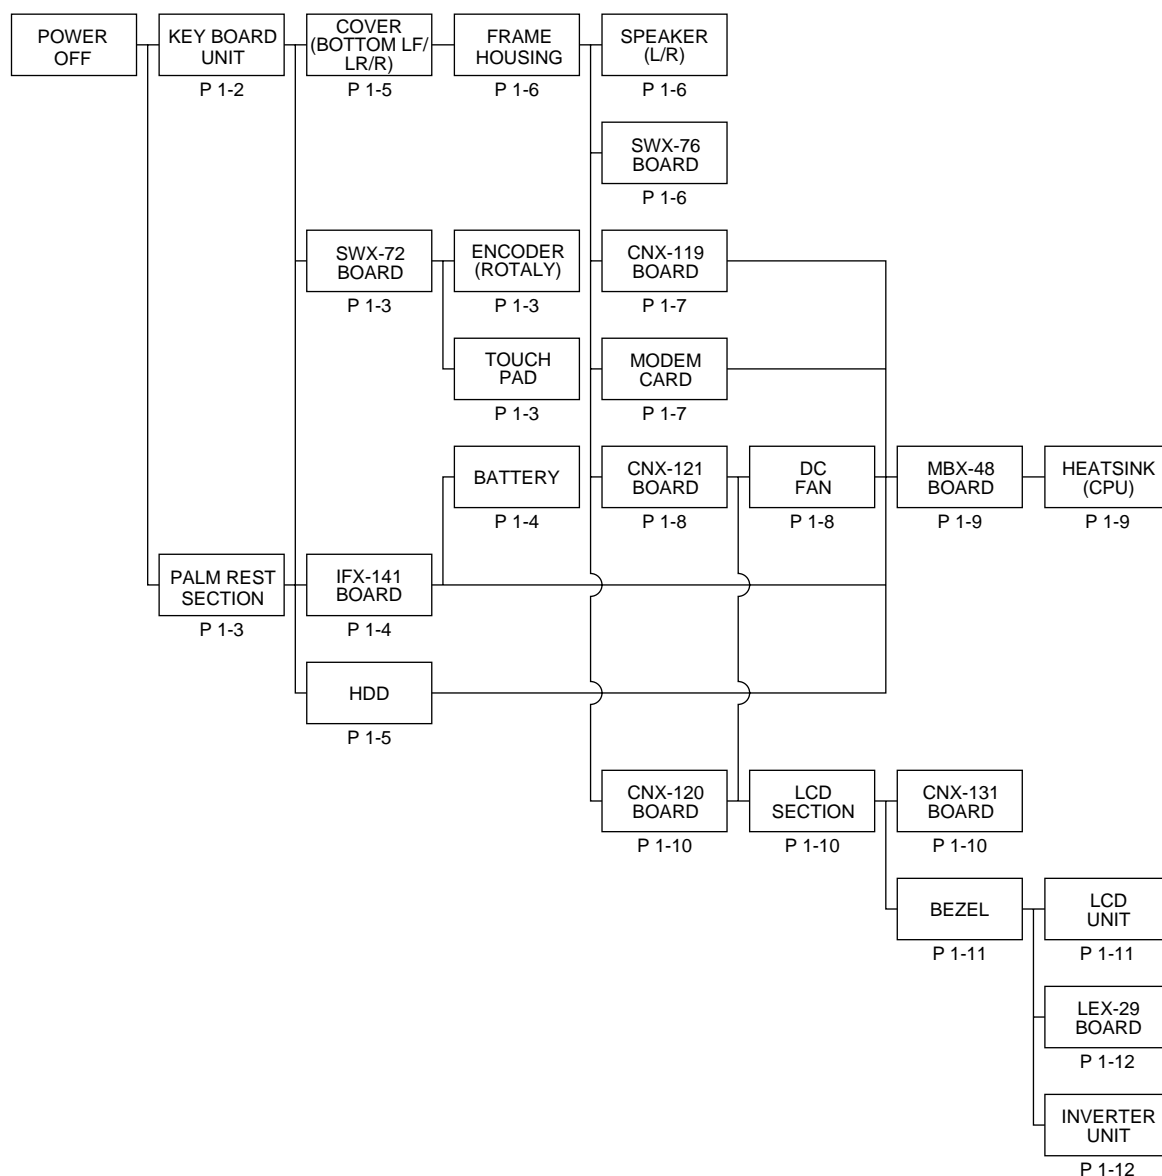 POWER
OFF
KEY BOARD
UNIT
P 1-2
COVER
(BOTTOM LF/
LR/R)
P 1-5
FRAME
HOUSING
P 1-6
SPEAKER
(L/R)
P 1-6
SWX-76
BOARD
P 1-6
SWX-72
BOARD
P 1-3
ENCODER
(ROTALY)
P 1-3
CNX-119
BOARD
P 1-7
TOUCH
PAD
P 1-3
MODEM
CARD
P 1-7
BATTERY
P 1-4
CNX-121
BOARD
P 1-8
DC
FAN
P 1-8
MBX-48
BOARD
P 1-9
HEATSINK
(CPU)
P 1-9
PALM REST
SECTION
P 1-3
IFX-141
BOARD
P 1-4
HDD
P 1-5
CNX-120
BOARD
P 1-10
LCD
SECTION
P 1-10
CNX-131
BOARD
P 1-10
BEZEL
P 1-11
LCD
UNIT
P 1-11
LEX-29
BOARD
P 1-12
INVERTER
UNIT
P 1-12